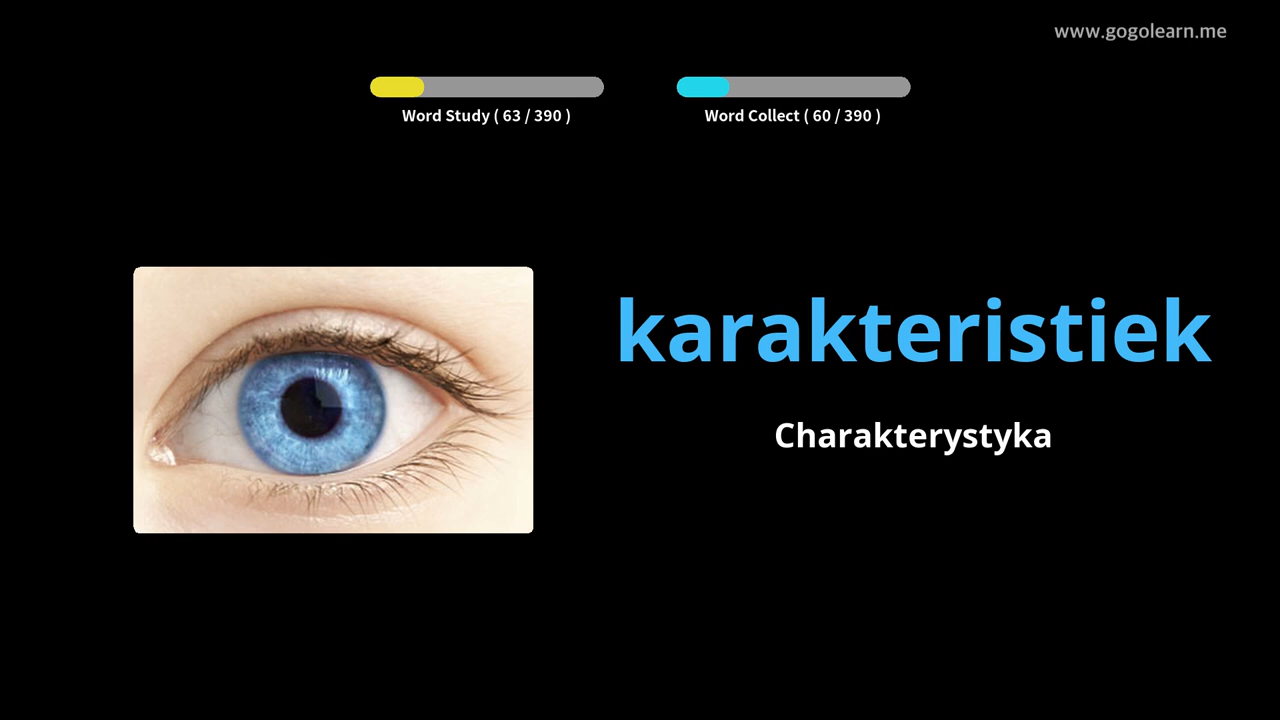 www.gogolearn.me
Word Study ( 63 / 390 )
Word Collect ( 60 / 390 )
karakteristiek
Charakterystyka